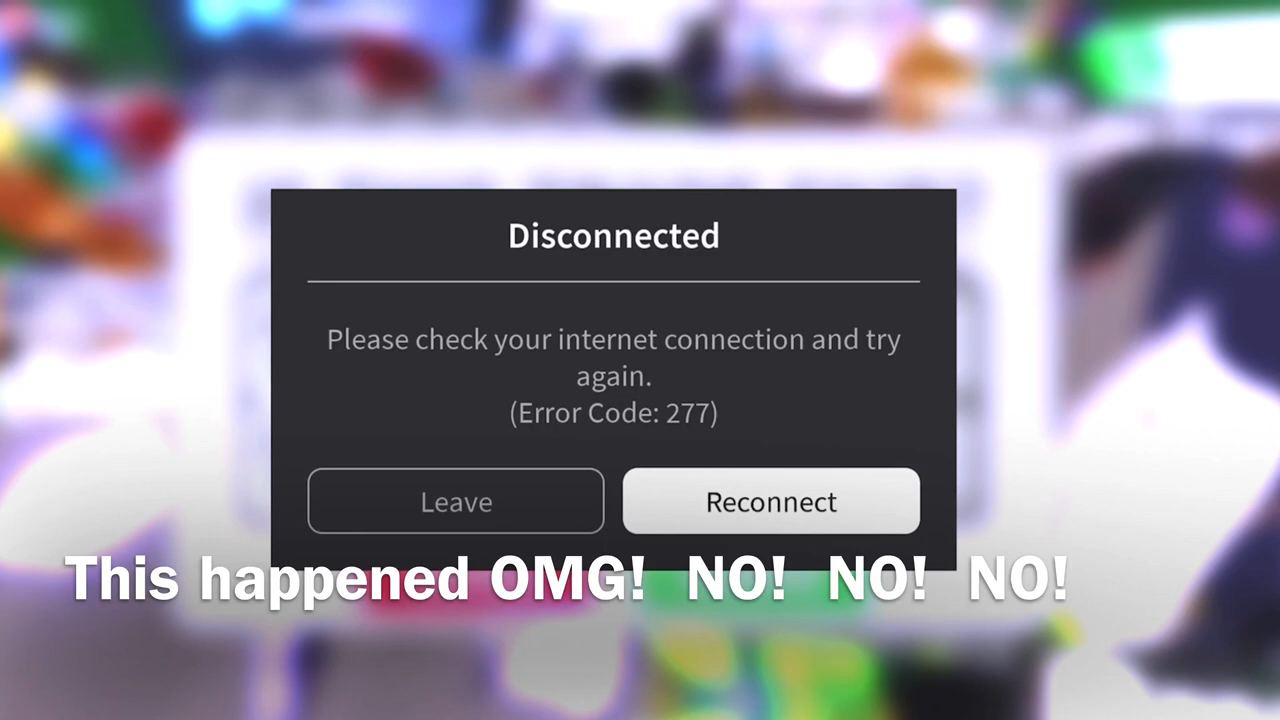 Disconnected
Please check your internet connection and try
again.
(Error Code: 277)
Leave
Reconnect
This happened OMG!  NO!  NO!  NO!